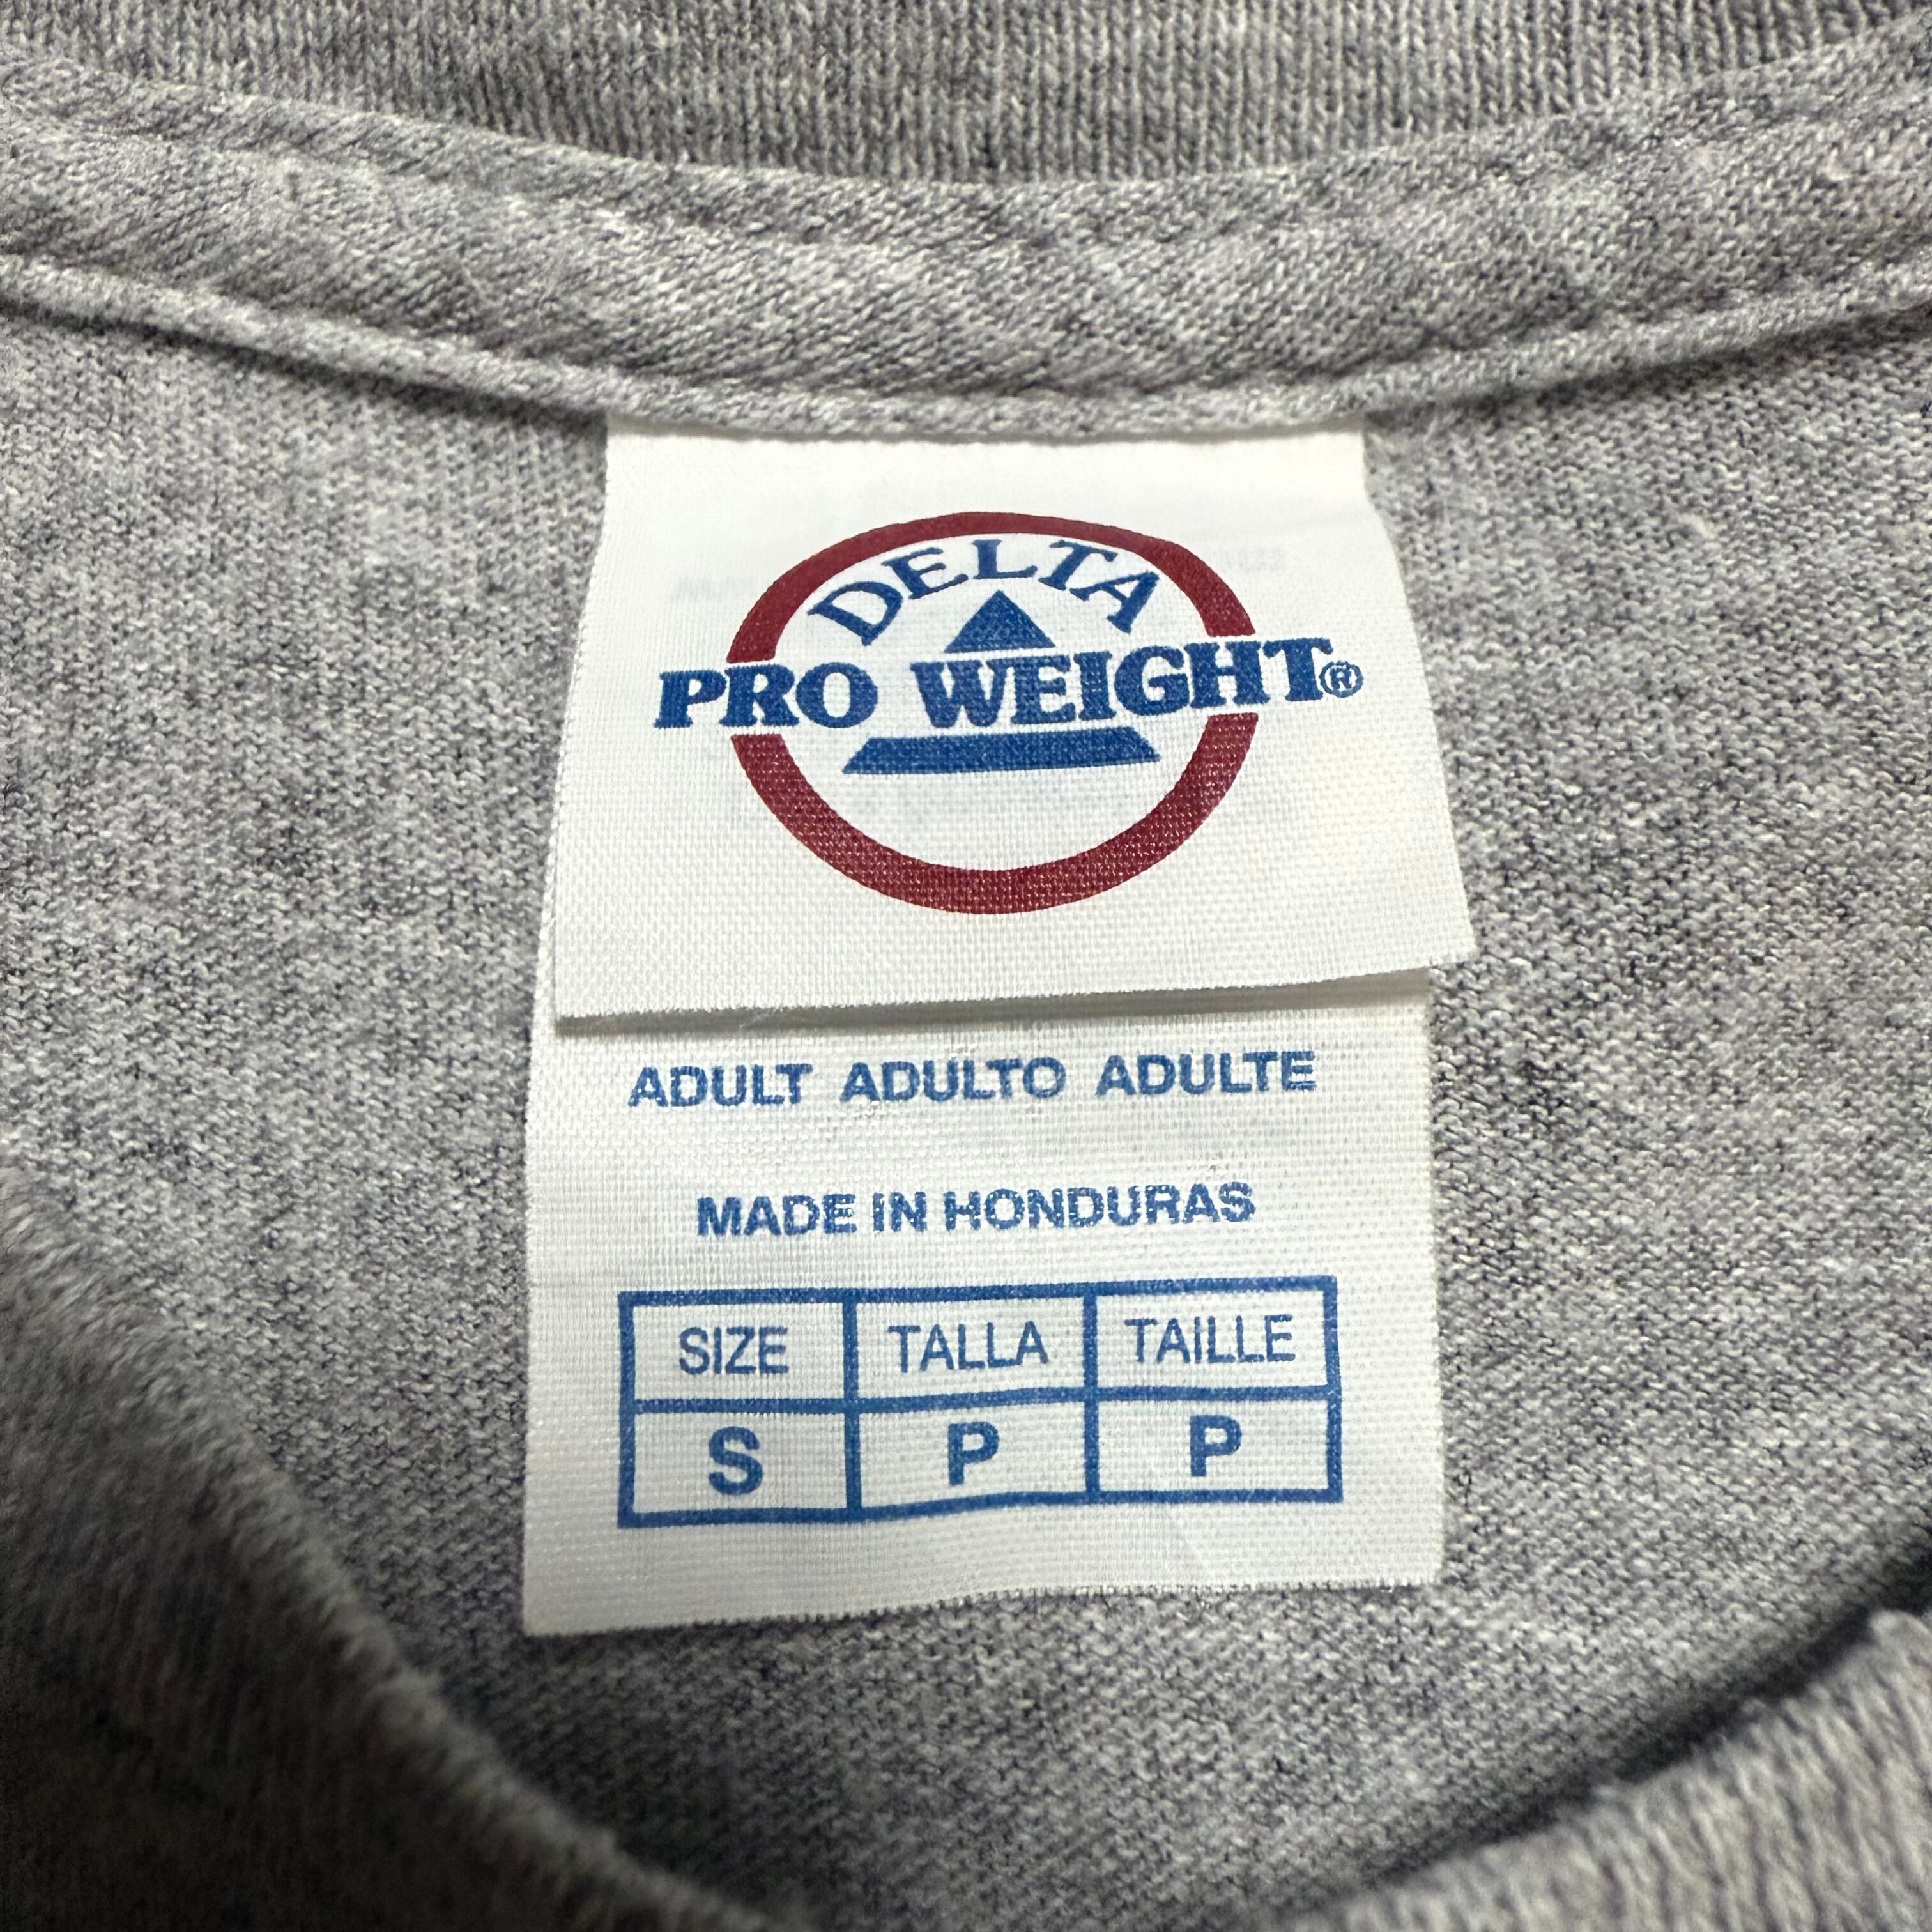 DELTA
PRO WEIGHT®
ADULT ADULTO ADULTE
MADE IN HONDURAS
SIZE TALLA TAILLE
S P P